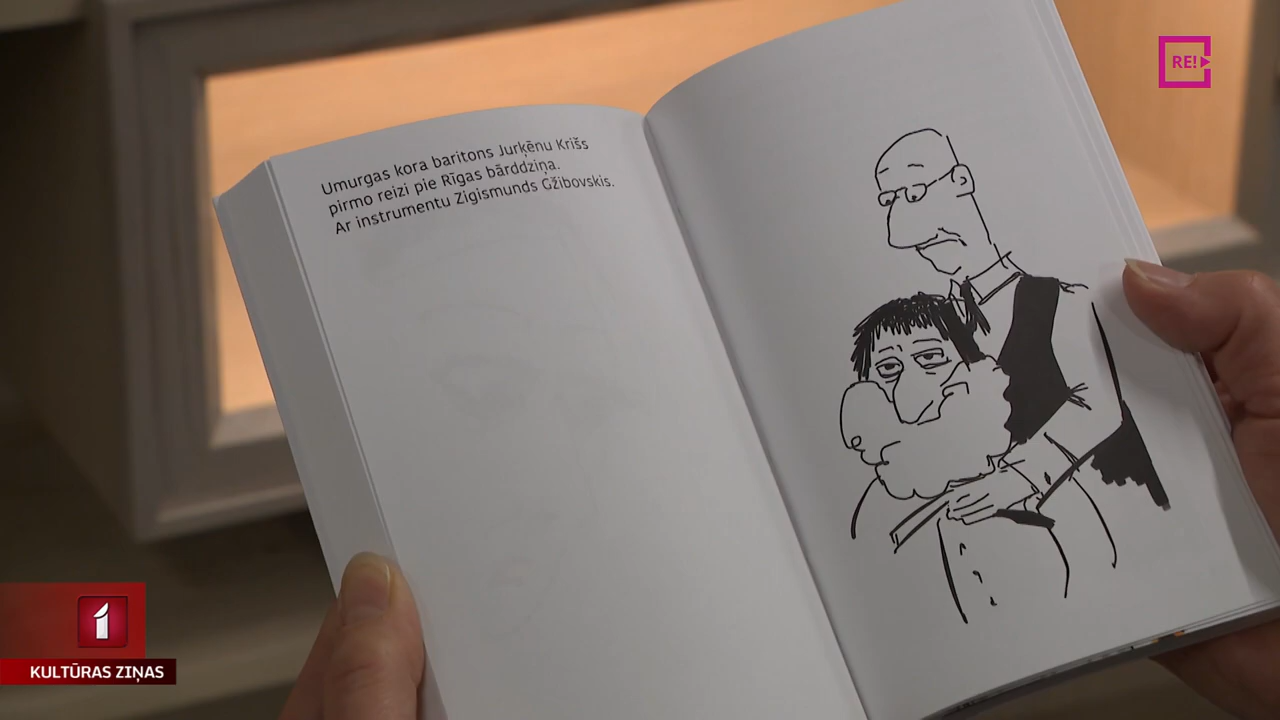 Umurgas kora baritons Jurķēnu Krišs
pirmo reizi pie Rīgas bārddziņa.
Ar instrumentu Zigismunds Gžibovskis.
RE!
1
KULTŪRAS ZIŅAS